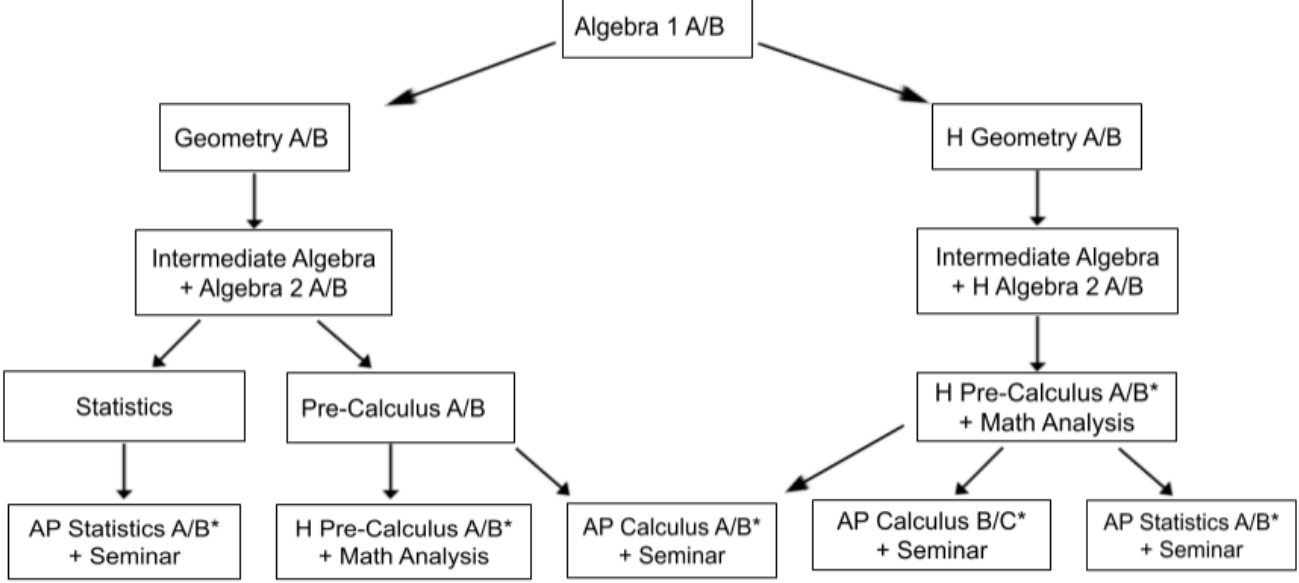 Algebra 1 A/B
Geometry A/B
H Geometry A/B
Intermediate Algebra
+ Algebra 2 A/B
Intermediate Algebra
+ H Algebra 2 A/B
Statistics
Pre-Calculus A/B
H Pre-Calculus A/B*
+ Math Analysis
AP Statistics A/B*
+ Seminar
H Pre-Calculus A/B*
+ Math Analysis
AP Calculus A/B*
+ Seminar
AP Calculus B/C*
+ Seminar
AP Statistics A/B*
+ Seminar